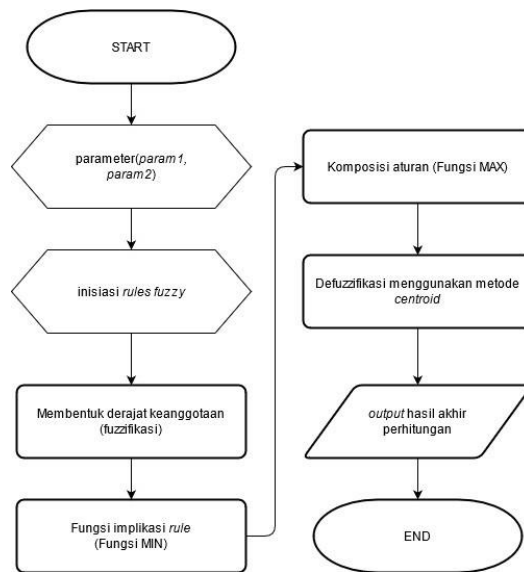 START
parameter(param1,
param2)
inisiasi rules fuzzy
Membentuk derajat keanggotaan
(fuzzifikasi)
Fungsi implikasi rule
(Fungsi MIN)
Komposisi aturan (Fungsi MAX)
Defuzzifikasi menggunakan metode
centroid
output hasil akhir
perhitungan
END